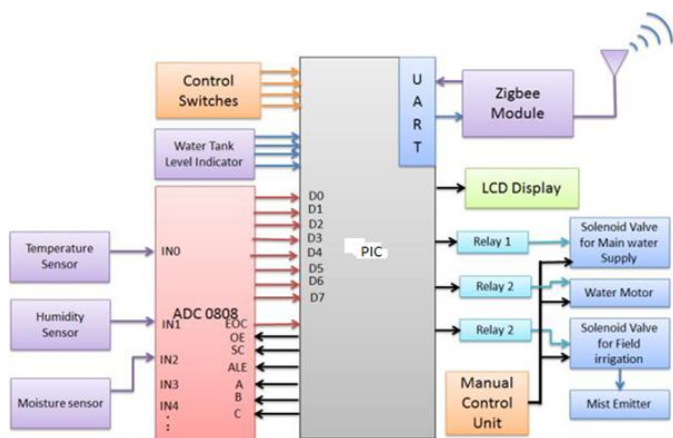 Control
Switches
Water Tank
Level Indicator
Temperature
Sensor
Humidity
Sensor
Moisture sensor
ADC 0808
IN0
IN1
IN2
IN3
IN4
:
D0
D1
D2
D3
D4
D5
D6
D7
EOC
OE
SC
ALE
A
B
C
PIC
U
A
R
T
Zigbee
Module
LCD Display
Relay 1
Relay 2
Relay 2
Solenoid Valve
for Main water
Supply
Water Motor
Solenoid Valve
for Field
irrigation
Mist Emitter
Manual
Control
Unit